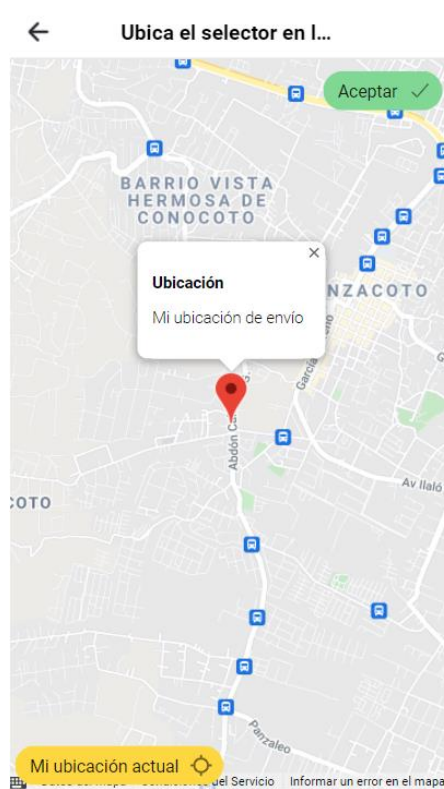 Ubica el selector en l...
Aceptar
BARRIO VISTA
HERMOSA DE
CONOCOTO
Ubicación
Mi ubicación de envío
NZACOTO
García
Abdón
Av Ilaló
COTO
Panzaleo
Mi ubicación actual
del Servicio
Informar un error en el mapa